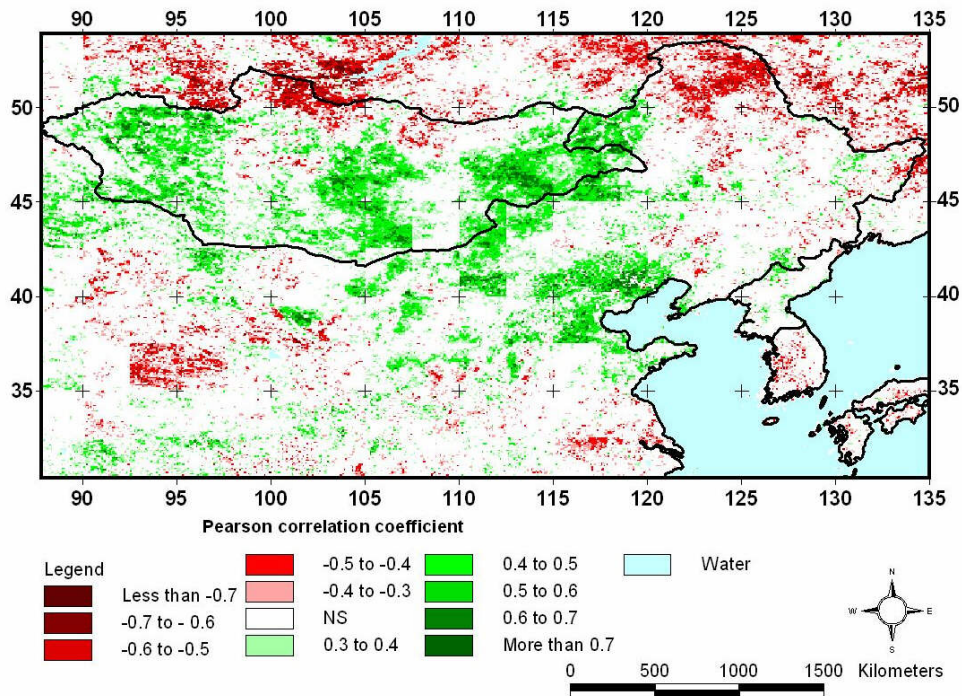 90 95 100 105 110 115 120 125 130 135
50 50
45 45
40 40
35 35
90 95 100 105 110 115 120 125 130 135
Pearson correlation coefficient
Legend
Less than -0.7
-0.7 to - 0.6
-0.6 to -0.5
-0.5 to -0.4
-0.4 to -0.3
NS
0.3 to 0.4
0.4 to 0.5
0.5 to 0.6
0.6 to 0.7
More than 0.7
Water
N
W E
S
0 500 1000 1500 Kilometers